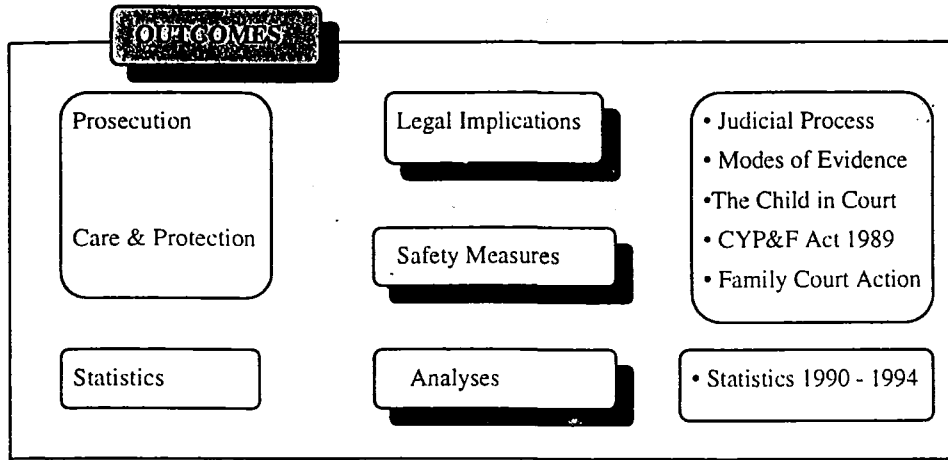 OUTCOMES
Prosecution
Care & Protection
Legal Implications
Safety Measures
• Judicial Process
• Modes of Evidence
•The Child in Court
• CYP&F Act 1989
• Family Court Action
Statistics
Analyses
• Statistics 1990 - 1994